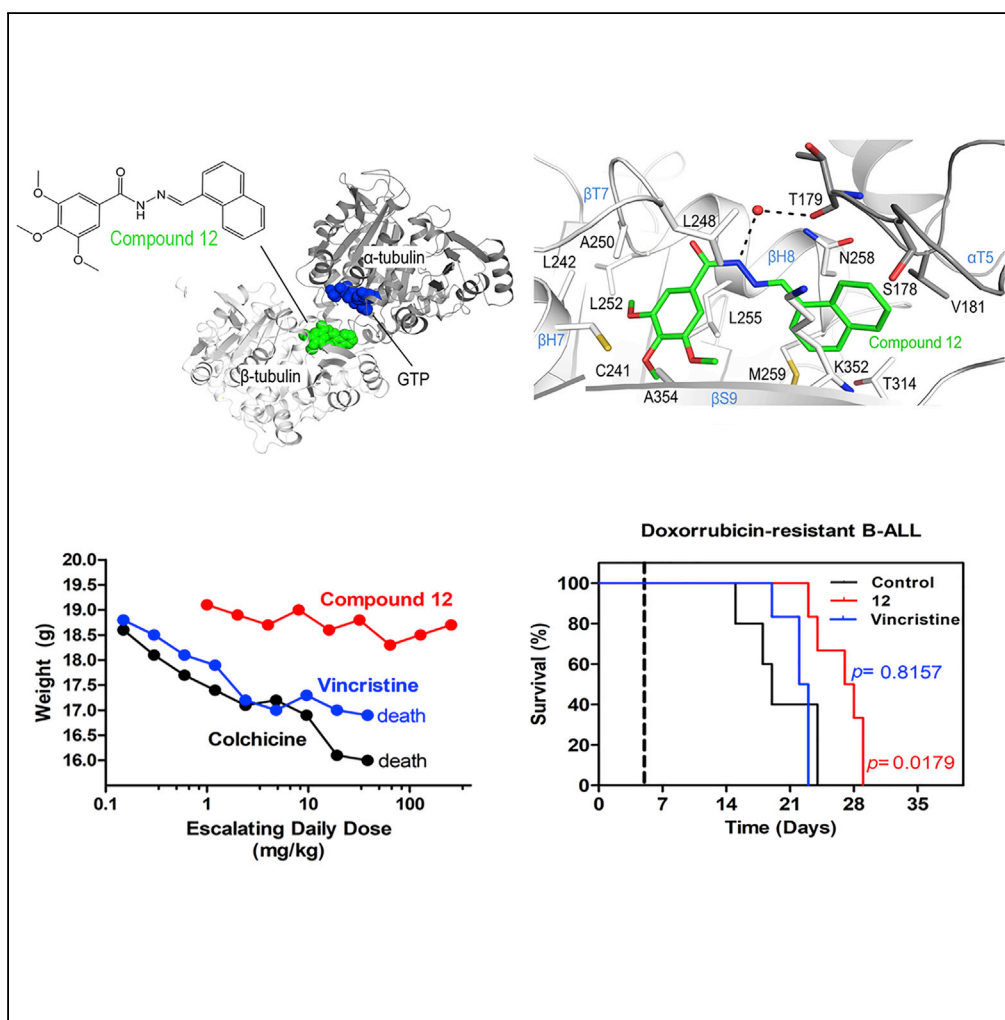 O
O
N
H
N
O
O
Compound 12
α-tubulin
β-tubulin
GTP
βT7
L248
T179
A250
L242
βH8
N258
αT5
L252
S178
L255
V181
βH7
Compound 12
C241
M259
K352
A354
βS9
T314
20.0
19.5
19.0
18.5
18.0
17.5
17.0
16.5
16.0
Weight (g)
Compound 12
Vincristine
death
Colchicine
death
0.1
1
10
100
Escalating Daily Dose
(mg/kg)
Doxorrubicin-resistant B-ALL
100
80
60
40
20
0
Survival (%)
Control
12
Vincristine
p= 0.8157
p= 0.0179
0
7
14
21
28
35
Time (Days)